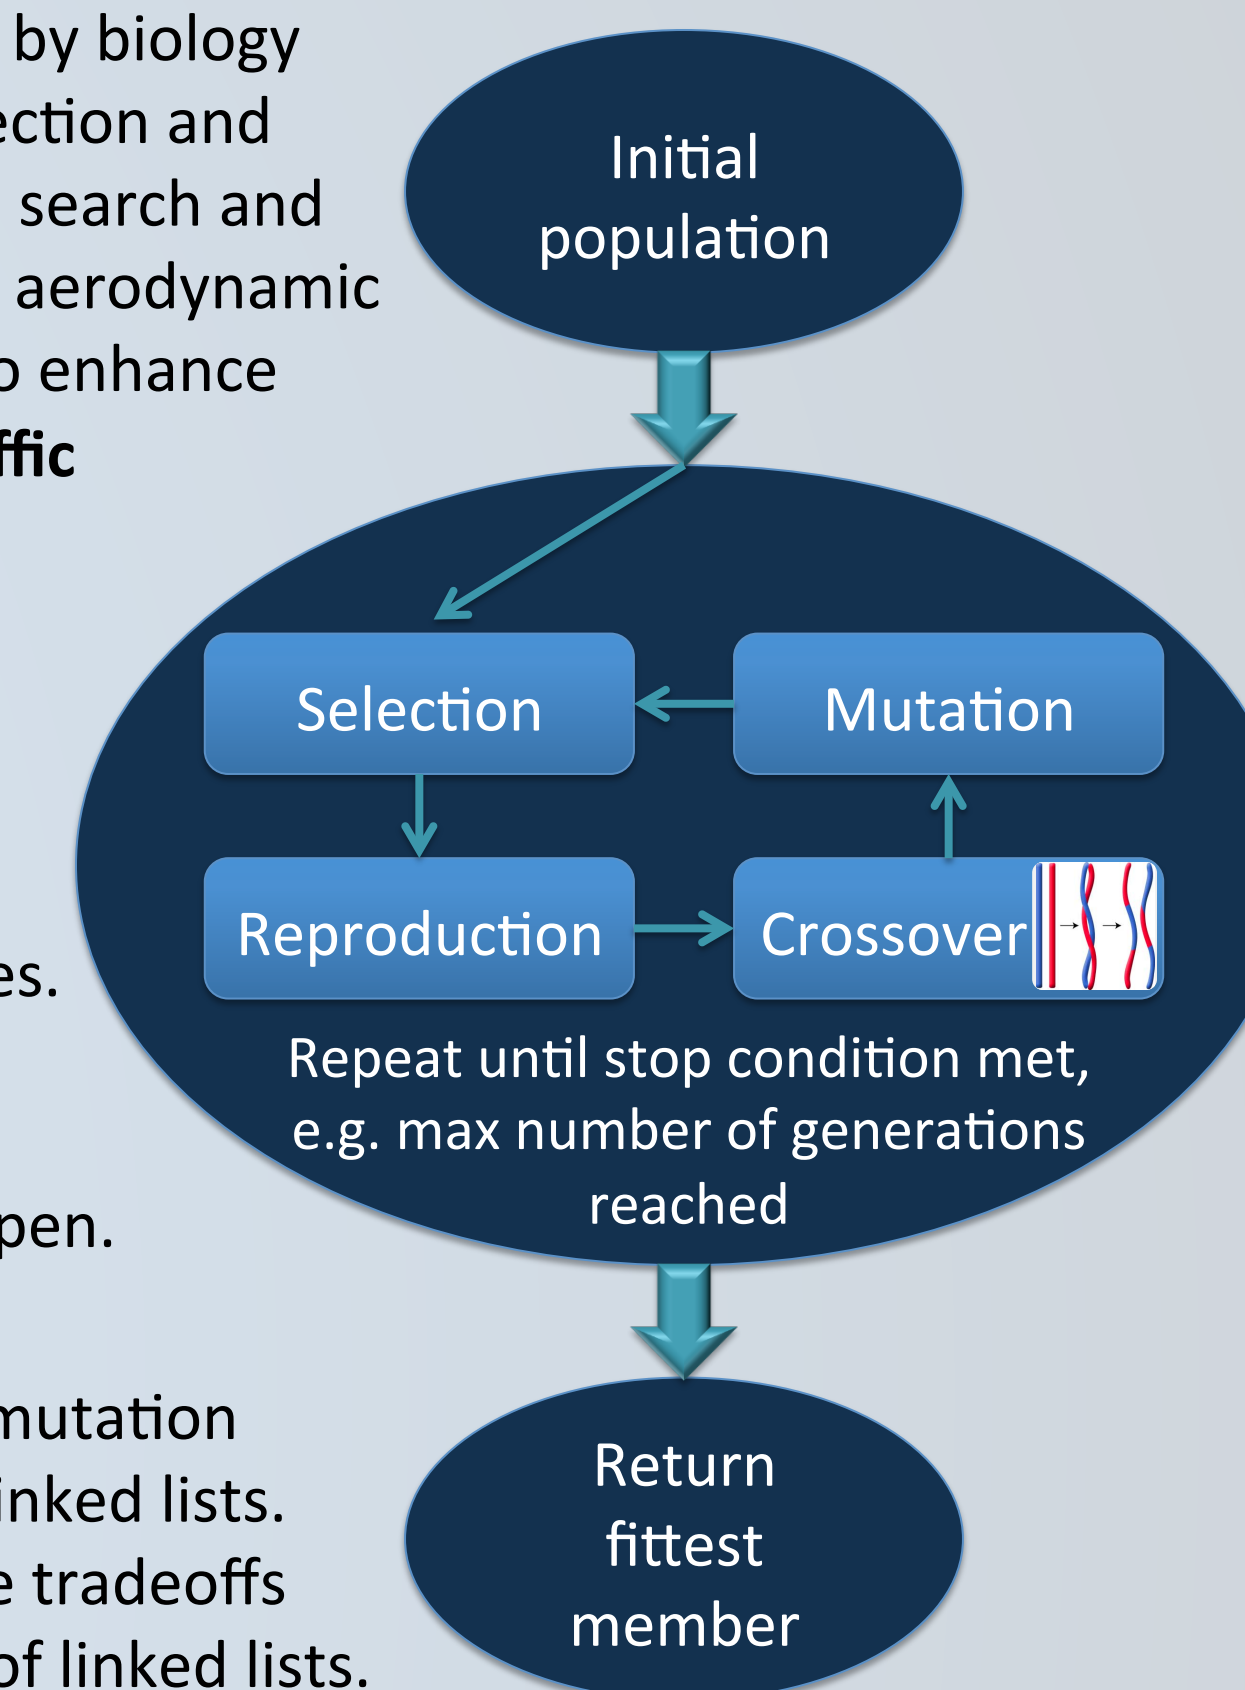 by biology
ection and
search and
aerodynamic
o enhance
ffic
es.
pen.
mutation
inked lists.
e tradeoffs
of linked lists.
Initial
population
Selection
Mutation
Reproduction
Crossover
Repeat until stop condition met,
e.g. max number of generations
reached
Return
fittest
member